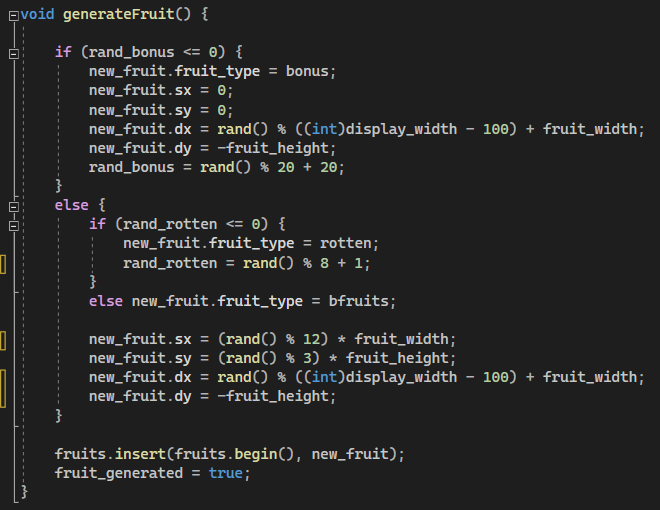 void generateFruit() {
if (rand_bonus <= 0) {
new_fruit.fruit_type = bonus;
new_fruit.sx = 0;
new_fruit.sy = 0;
new_fruit.dx = rand() % ((int)display_width - 100) + fruit_width;
new_fruit.dy = -fruit_height;
rand_bonus = rand() % 20 + 20;
}
else {
if (rand_rotten <= 0) {
new_fruit.fruit_type = rotten;
rand_rotten = rand() % 8 + 1;
}
else new_fruit.fruit_type = bfruits;
new_fruit.sx = (rand() % 12) * fruit_width;
new_fruit.sy = (rand() % 3) * fruit_height;
new_fruit.dx = rand() % ((int)display_width - 100) + fruit_width;
new_fruit.dy = -fruit_height;
}
fruits.insert(fruits.begin(), new_fruit);
fruit_generated = true;
}